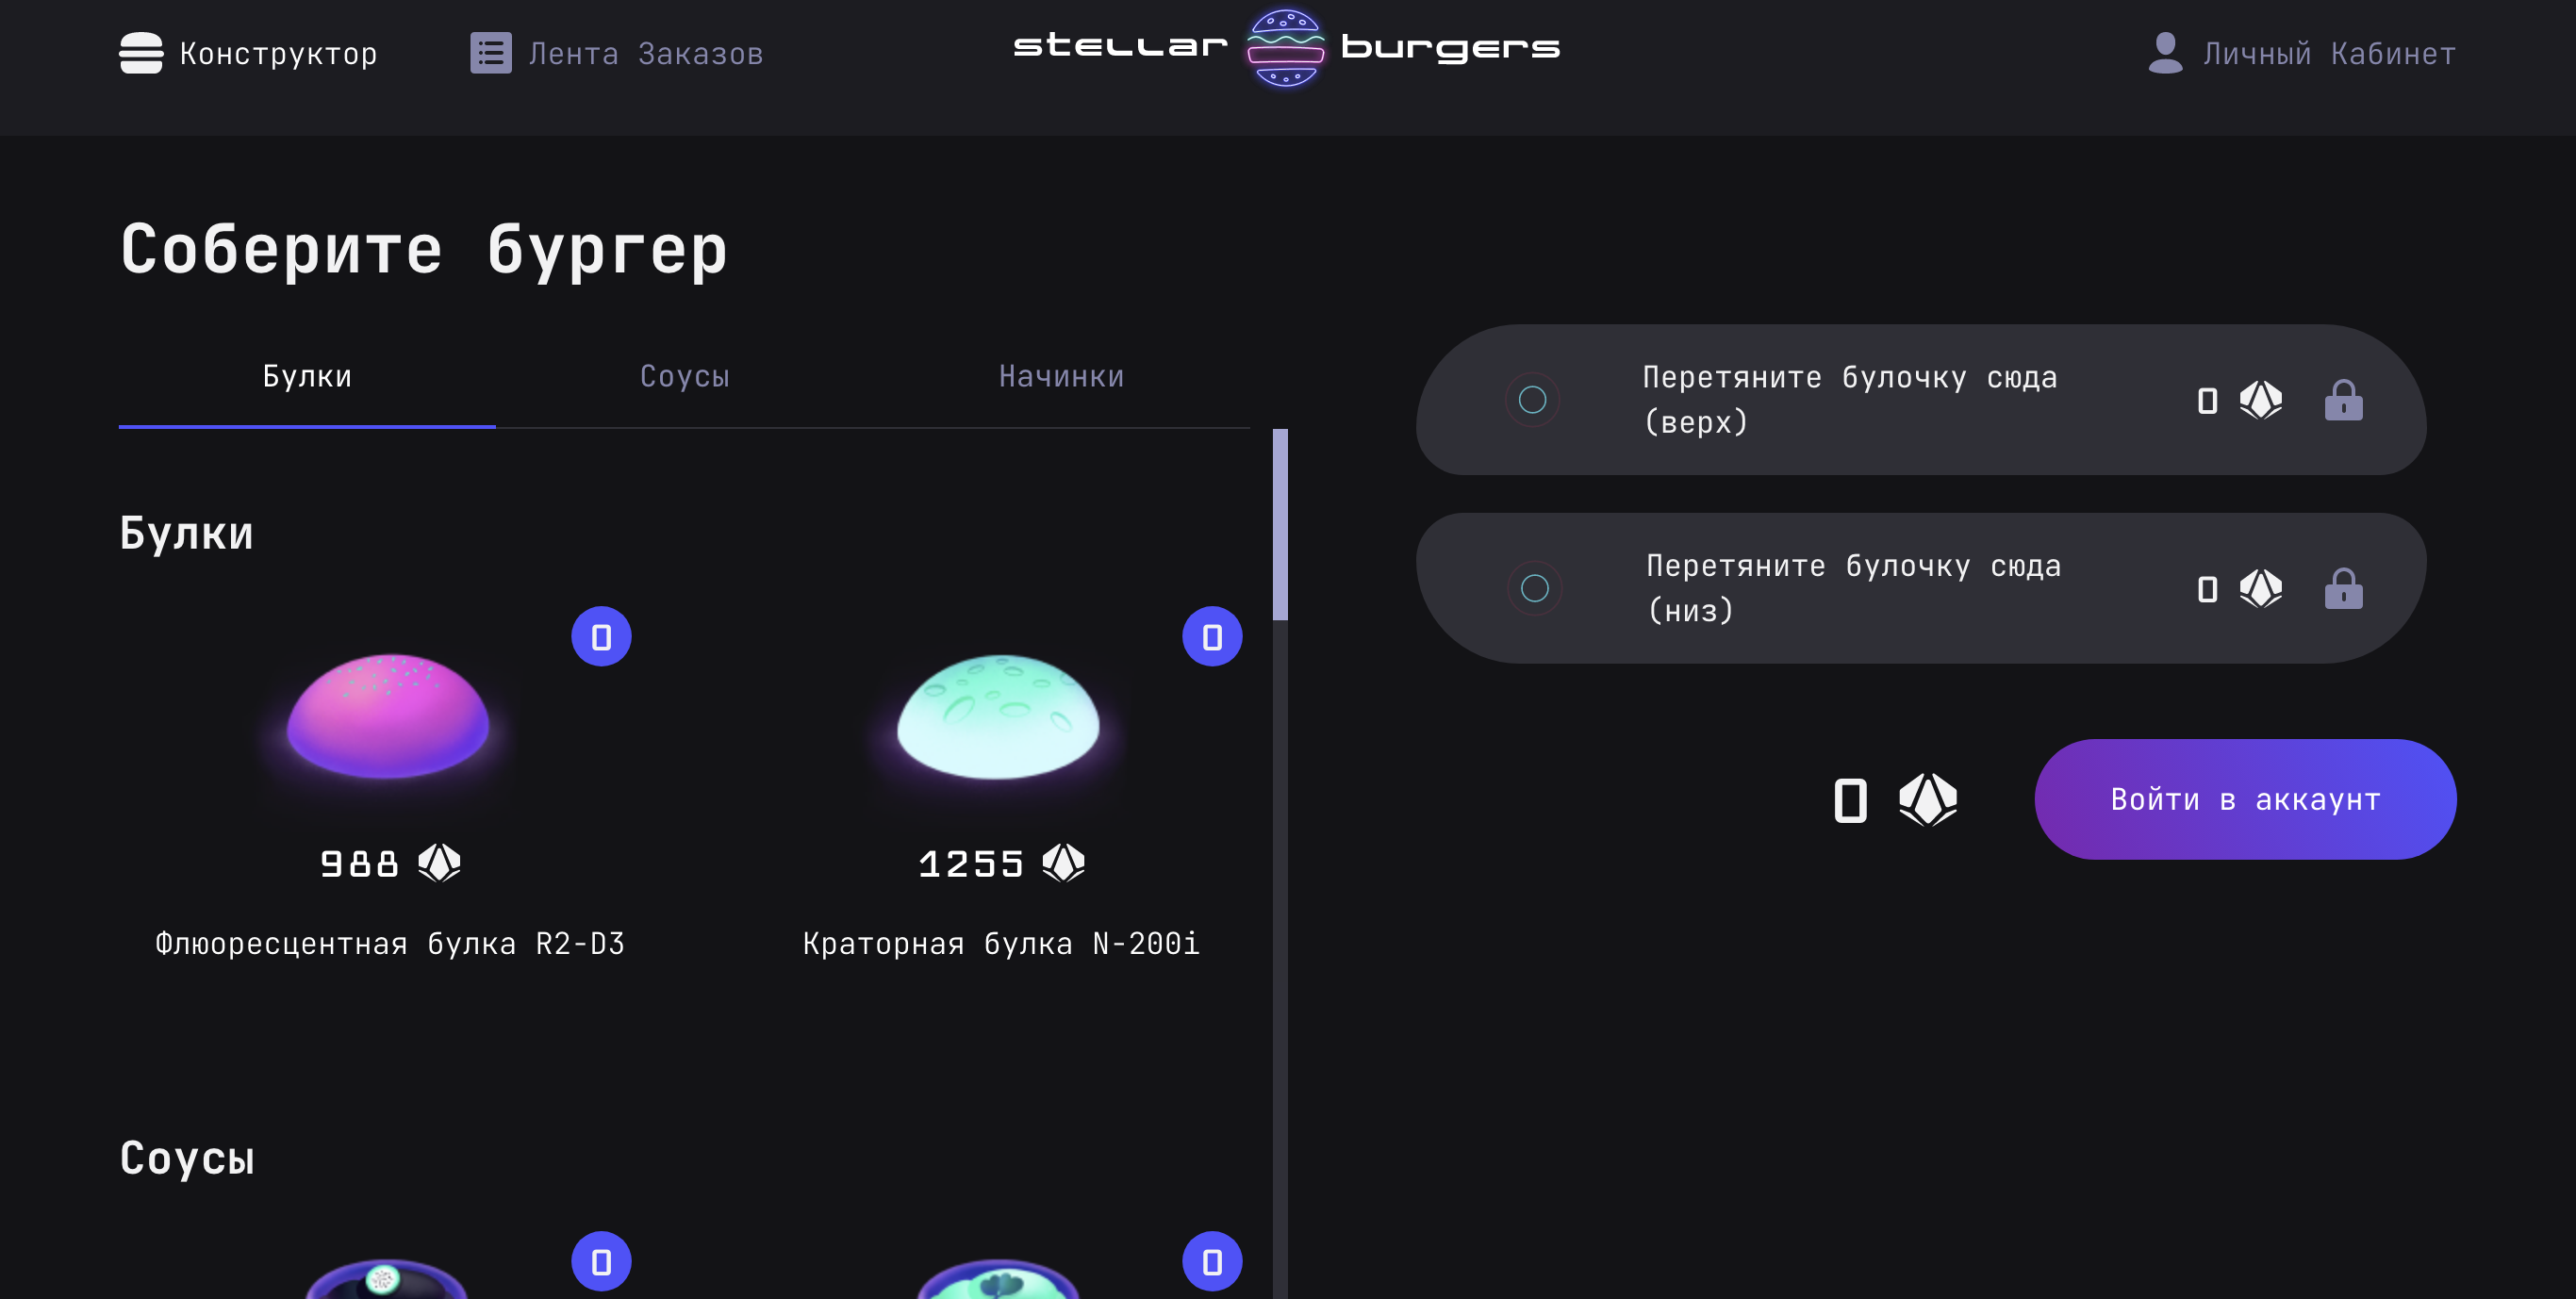 Конструктор
Лента Заказов
stellar burgers
Личный Кабинет
Соберите бургер
Булки
Соусы
Начинки
Булки
0
0
988
1255
Флюоресцентная булка R2-D3
Краторная булка N-200i
Соусы
0
0
Перетяните булочку сюда
(верх)
0
Перетяните булочку сюда
(низ)
0
0
Войти в аккаунт